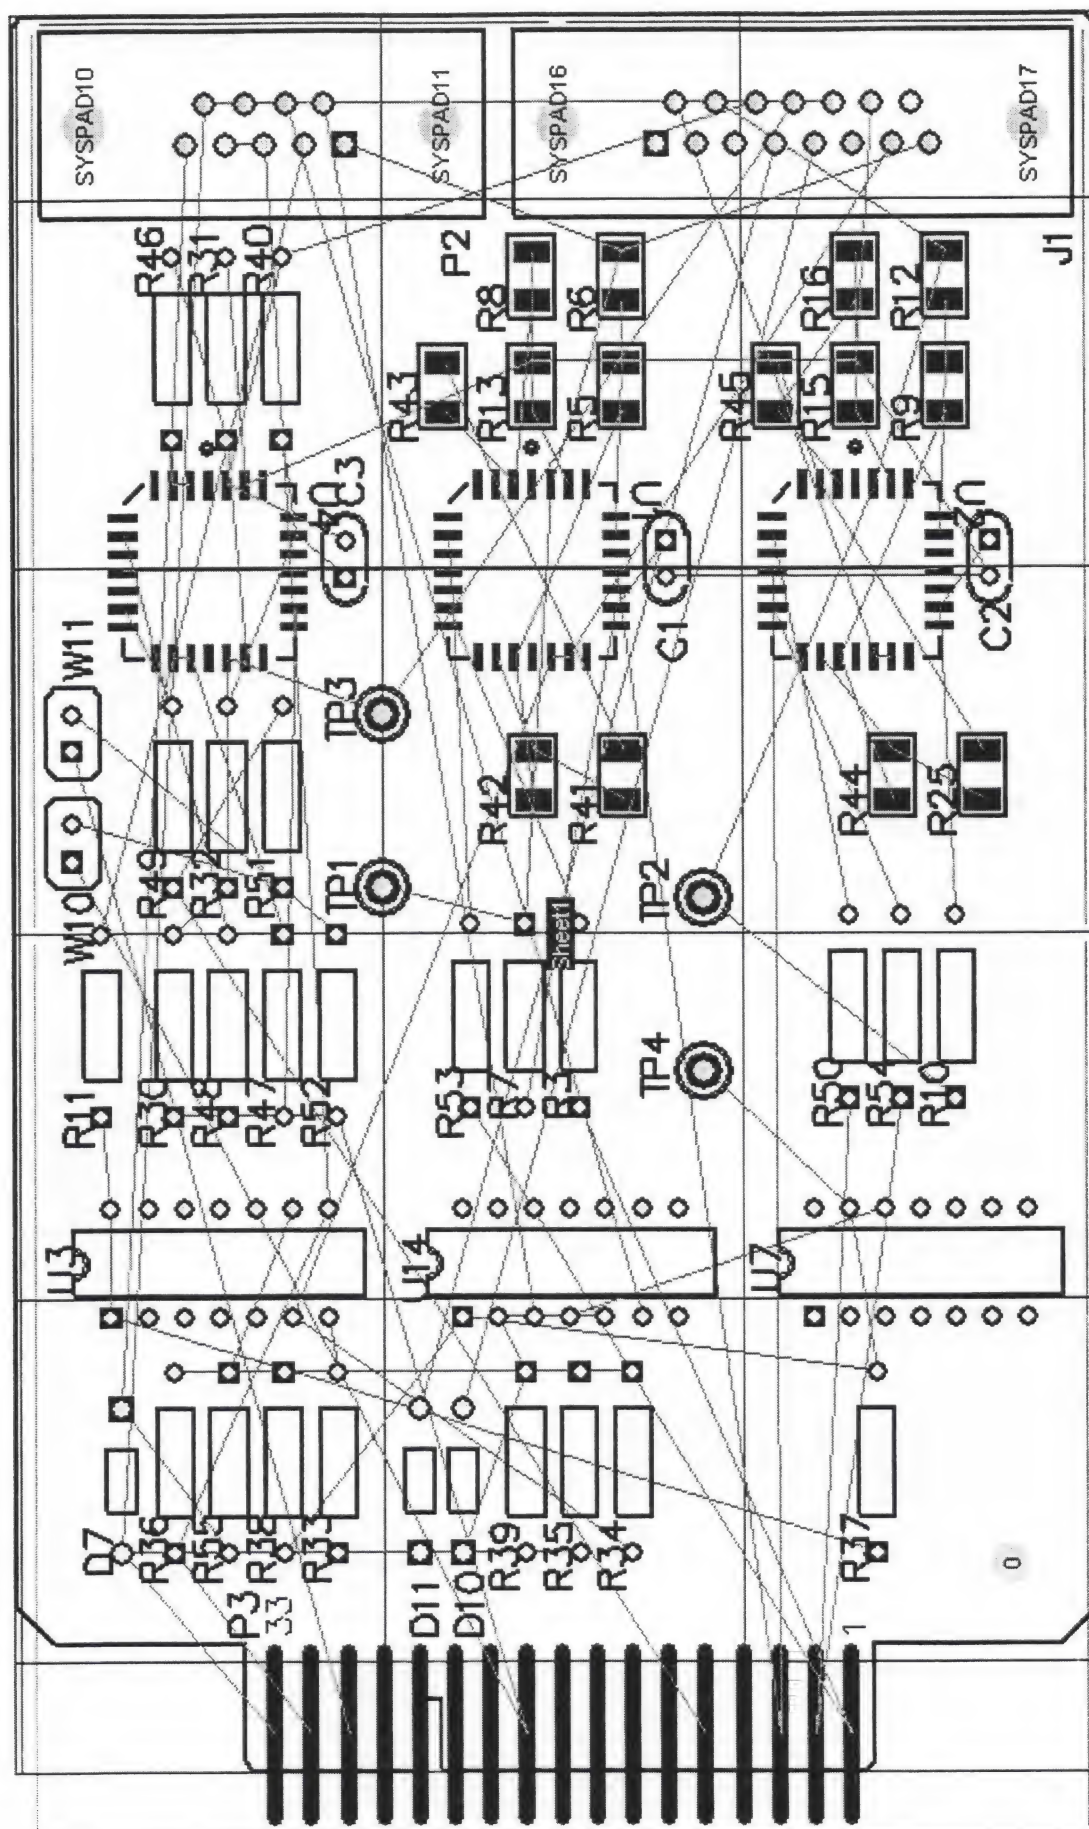 SYSPAD10
SYSPAD11
SYSPAD16
SYSPAD17
R46
R31
R40
P2
R8
R6
R16
R12
J1
R43
R13
R5
R45
R15
R9
C3
C1
C2
W11
TP3
R42
R41
R44
R25
W10
R49
R32
R51
TP1
TP2
sheet1
R11
R30
R48
R47
R52
R53
R7
R3
TP4
R50
R54
R10
U3
U14
U7
D7
R36
R55
R38
R33
D11
D10
R39
R35
R34
R37
0
P3
33
1